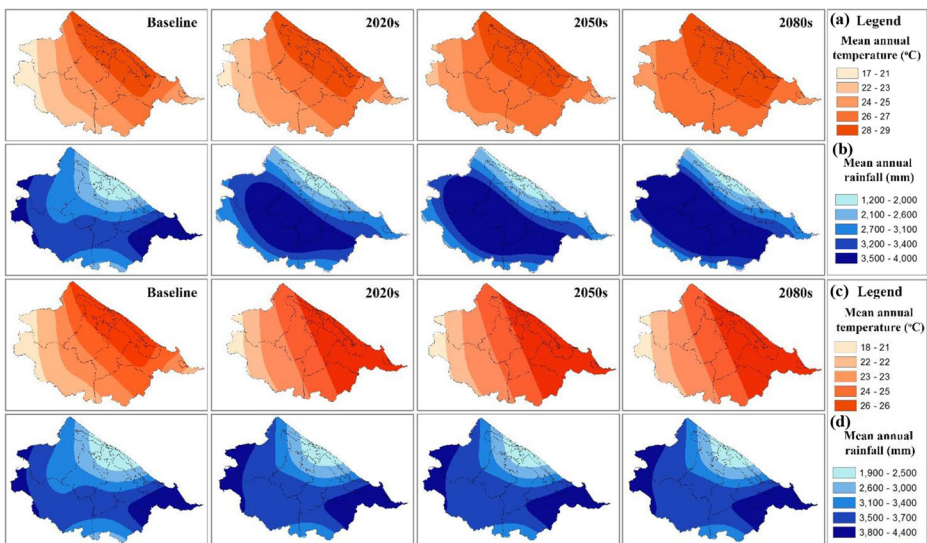 Baseline
2020s
2050s
2080s
(a) Legend
Mean annual
temperature (°C)
17 - 21
22 - 23
24 - 25
26 - 27
28 - 29
(b)
Mean annual
rainfall (mm)
1,200 - 2,000
2,100 - 2,600
2,700 - 3,100
3,200 - 3,400
3,500 - 4,000
Baseline
2020s
2050s
2080s
(c) Legend
Mean annual
temperature (°C)
18 - 21
22 - 22
23 - 23
24 - 25
26 - 26
(d)
Mean annual
rainfall (mm)
1,900 - 2,500
2,600 - 3,000
3,100 - 3,400
3,500 - 3,700
3,800 - 4,400